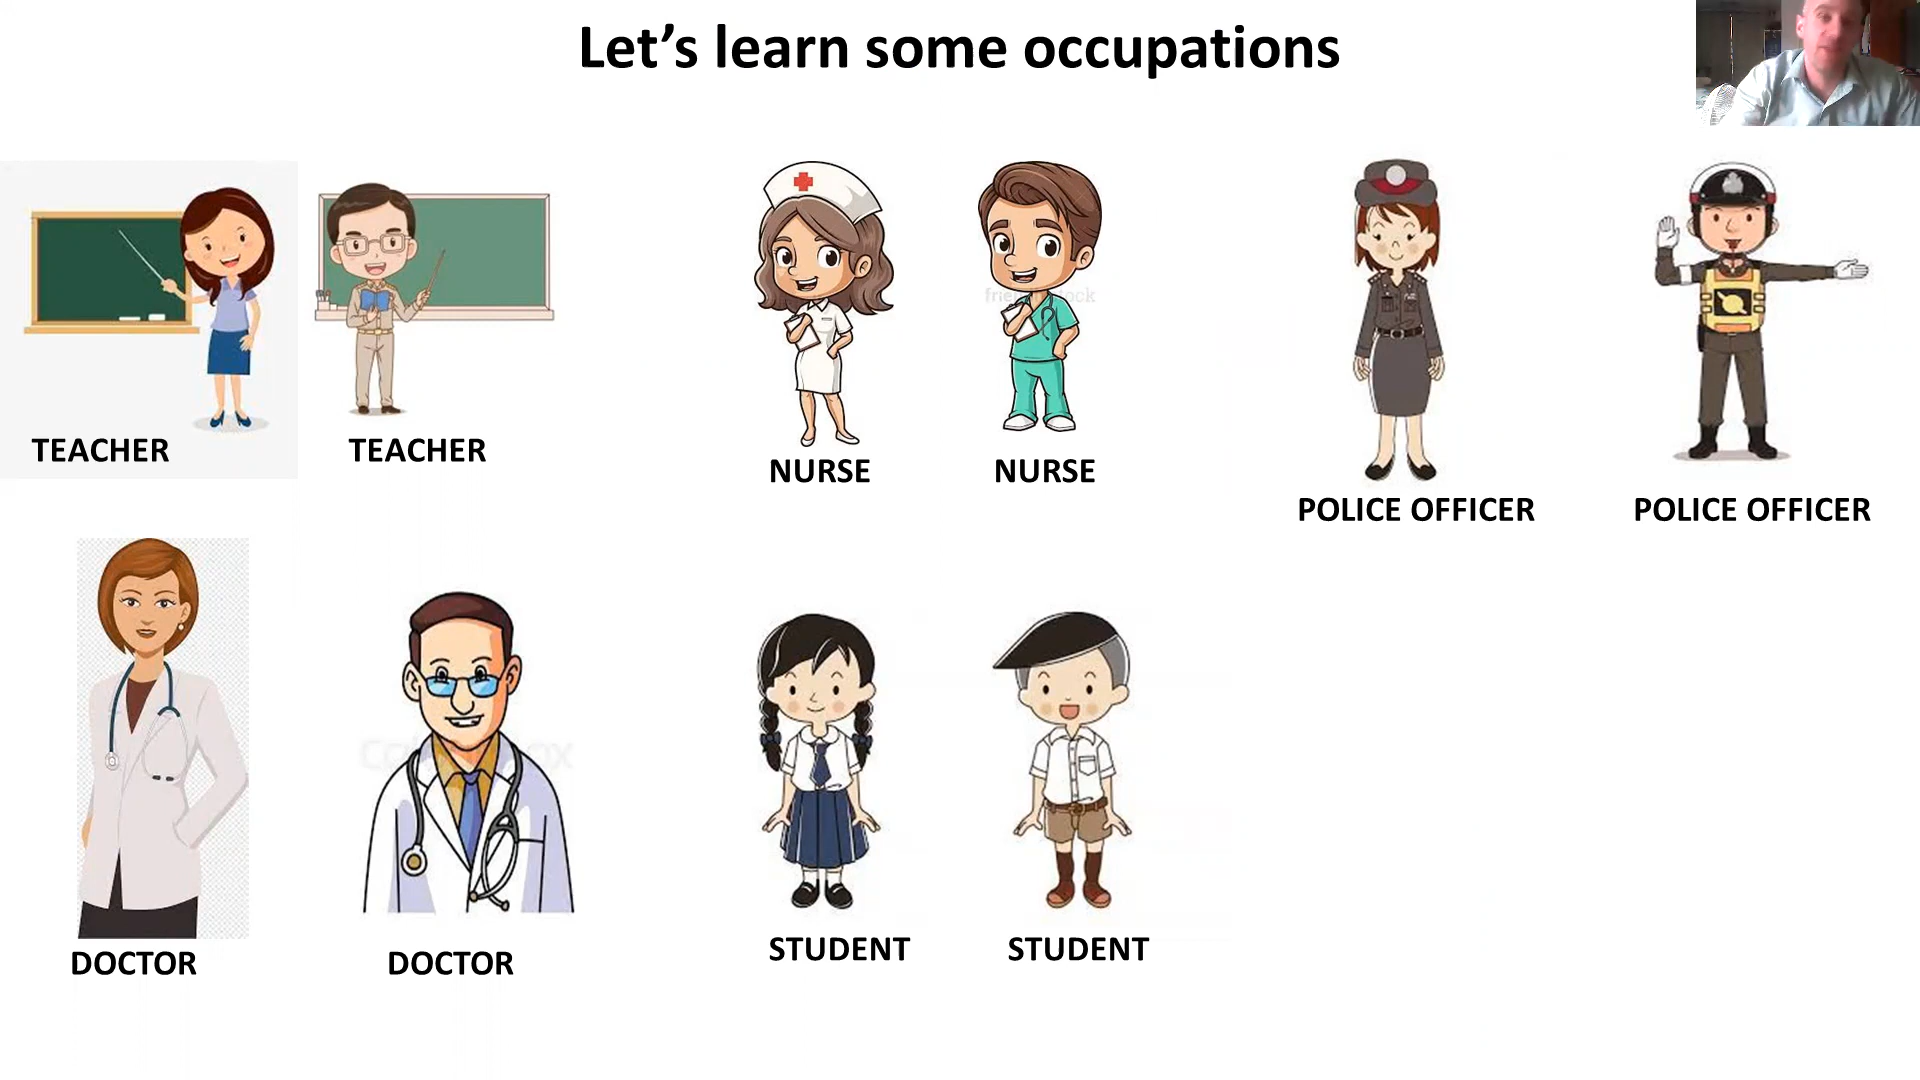 Let's learn some occupations
TEACHER
TEACHER
NURSE
NURSE
POLICE OFFICER
POLICE OFFICER
DOCTOR
DOCTOR
STUDENT
STUDENT